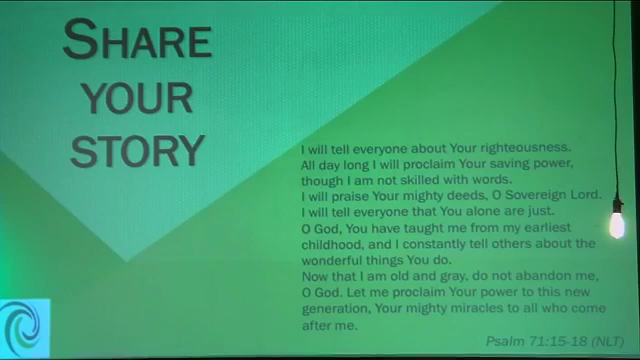 SHARE
YOUR
STORY
I will tell everyone about Your righteousness.
All day long I will proclaim Your saving power,
though I am not skilled with words.
I will praise Your mighty deeds, O Sovereign Lord.
I will tell everyone that You alone are just.
O God, You have taught me from my earliest
childhood, and I constantly tell others about the
wonderful things You do.
Now that I am old and gray, do not abandon me,
O God. Let me proclaim Your power to this new
generation, Your mighty miracles to all who come
after me.
Psalm 71:15-18 (NLT)